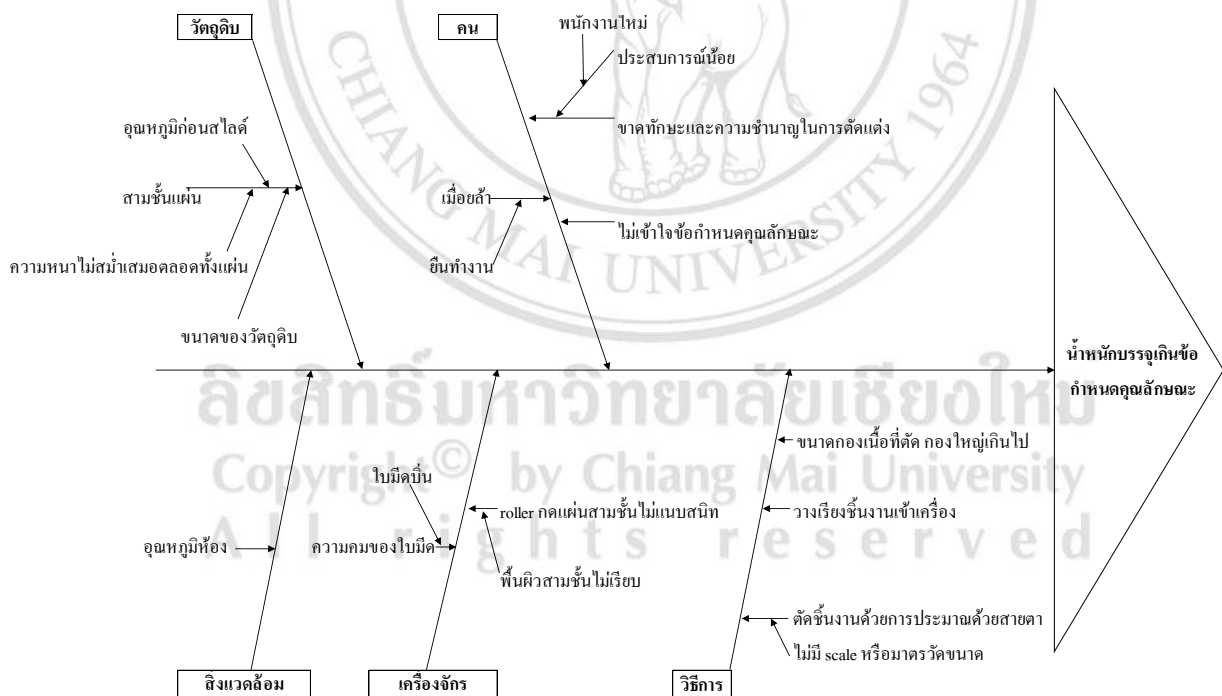 วัตถุดิบ
คน
พนักงานใหม่
ประสบการณ์น้อย
CHIANG MAI UNIVERSITY 1964
อุณหภูมิก่อนสไลด์
ขาดทักษะและความชำนาญในการตัดแต่ง
สามชั้นแผ่น
เมื่อยล้า
ไม่เข้าใจข้อกำหนดคุณลักษณะ
ความหนาไม่สม่ำเสมอตลอดทั้งแผ่น
ยืนทำงาน
ขนาดของวัตถุดิบ
น้ำหนักบรรจุเกินข้อ
กำหนดคุณลักษณะ
ลิขสิทธิ์มหาวิทยาลัยเชียงใหม่
Copyright© by Chiang Mai University
All rights reserved
ขนาดกองเนื้อที่ตัด กองใหญ่เกินไป
ใบมีดบิ่น
roller กดแผ่นสามชั้นไม่แนบสนิท
วางเรียงชิ้นงานเข้าเครื่อง
อุณหภูมิห้อง
ความคมของใบมีด
พื้นผิวสามชั้นไม่เรียบ
ตัดชิ้นงานด้วยการประมาณด้วยสายตา
ไม่มี scale หรือมาตรวัดขนาด
สิ่งแวดล้อม
เครื่องจักร
วิธีการ